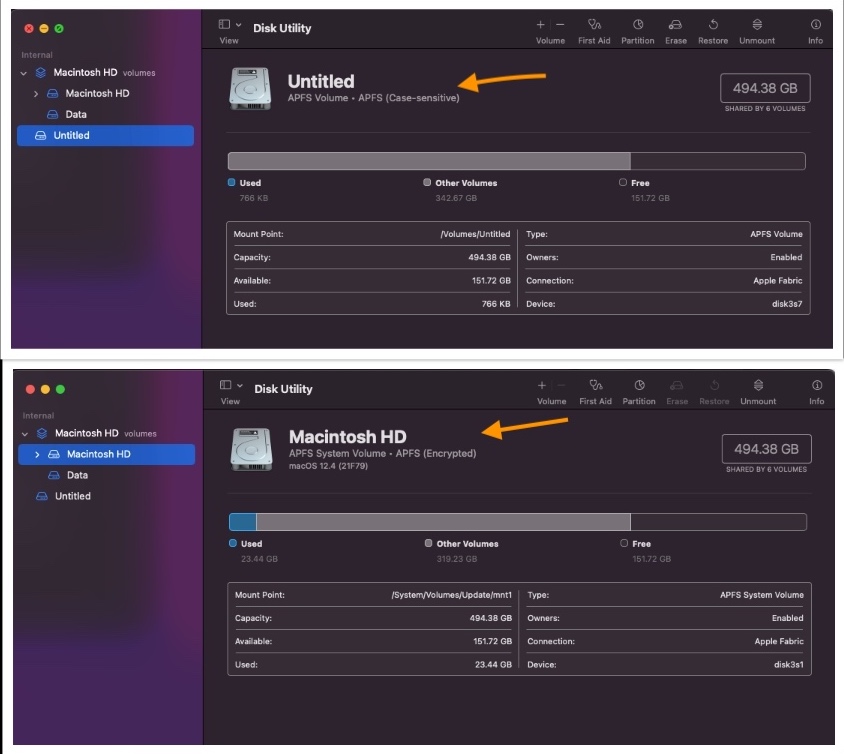 Disk Utility
View
Volume
First Aid
Partition
Erase
Restore
Unmount
Info
Internal
Macintosh HD volumes
Macintosh HD
Data
Untitled
Untitled
APFS Volume • APFS (Case-sensitive)
494.38 GB
SHARED BY 6 VOLUMES
Used
766 KB
Other Volumes
342.67 GB
Free
151.72 GB
Mount Point: /Volumes/Untitled
Capacity: 494.38 GB
Available: 151.72 GB
Used: 766 KB
Type: APFS Volume
Owners: Enabled
Connection: Apple Fabric
Device: disk3s7
Disk Utility
View
Volume
First Aid
Partition
Erase
Restore
Unmount
Info
Internal
Macintosh HD volumes
Macintosh HD
Data
Untitled
Macintosh HD
APFS System Volume • APFS (Encrypted)
macOS 12.4 (21F79)
494.38 GB
SHARED BY 6 VOLUMES
Used
23.44 GB
Other Volumes
319.23 GB
Free
151.72 GB
Mount Point: /System/Volumes/Update/mnt1
Capacity: 494.38 GB
Available: 151.72 GB
Used: 23.44 GB
Type: APFS System Volume
Owners: Enabled
Connection: Apple Fabric
Device: disk3s1